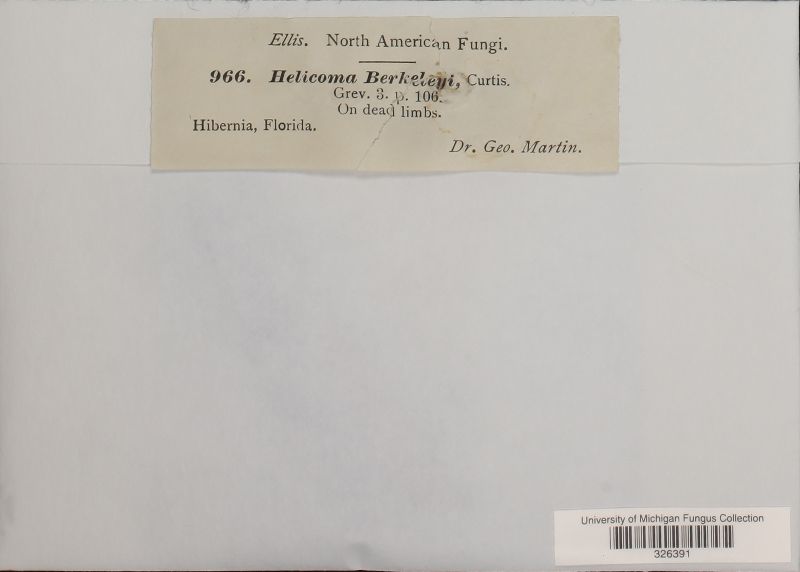 Ellis. North American Fungi.
966. Helicoma Berkeleyi, Curtis.
Grev. 3. p. 106.
On dead limbs.
Hibernia, Florida.
Dr. Geo. Martin.
University of Michigan Fungus Collection
326391